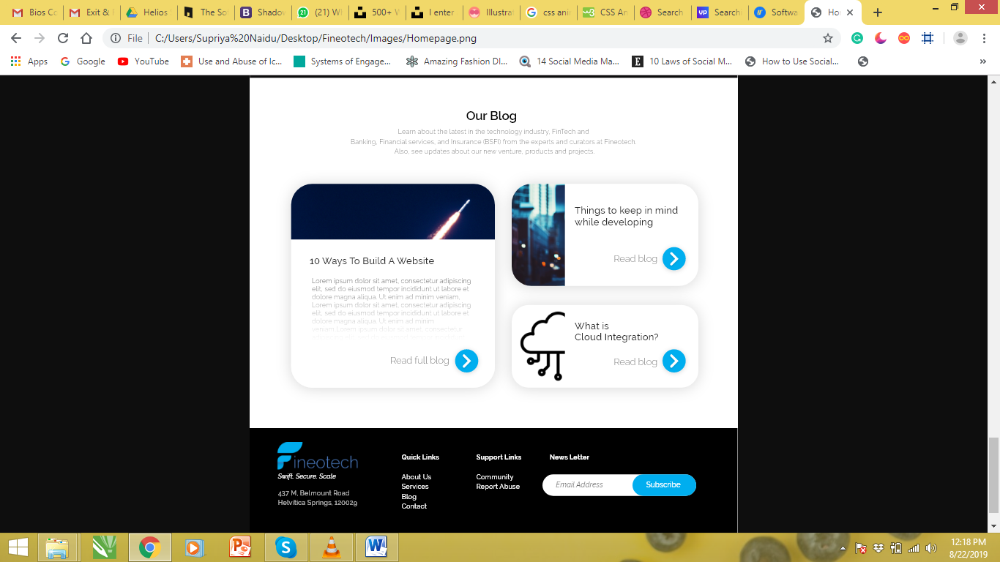 Bios Co
Exit &
Helios
The So
Shadow
(21) W
500+ W
I enter
Illustrat
css ani
CSS An
Search
Search
Softwa
Ho
File
C:/Users/Supriya%20Naidu/Desktop/Fineotech/Images/Homepage.png
Apps
Google
YouTube
Use and Abuse of Ic...
Systems of Engage...
Amazing Fashion DI...
14 Social Media Ma...
10 Laws of Social M...
How to Use Social...
Our Blog
Learn about the latest in the technology industry, FinTech and
Banking, Financial services, and Insurance (BSFI) from the experts and curators at Fineotech.
Also, see updates about our new venture, products and projects.
10 Ways To Build A Website
Lorem ipsum dolor sit amet, consectetur adipiscing
elit, sed do eiusmod tempor incididunt ut labore et
dolore magna aliqua. Ut enim ad minim veniam,
Lorem ipsum dolor sit amet, consectetur adipiscing
elit, sed do eiusmod tempor incididunt ut labore et
dolore magna aliqua. Ut enim ad minim
veniam,Lorem ipsum dolor sit amet, consectetur
Read full blog
Things to keep in mind
while developing
Read blog
What is
Cloud Integration?
Read blog
Fineotech
Swift. Secure. Scale
437 M, Belmount Road
Helvitica Springs, 120029
Quick Links
About Us
Services
Blog
Contact
Support Links
Community
Report Abuse
News Letter
Email Address
Subscribe
12:18 PM
8/22/2019